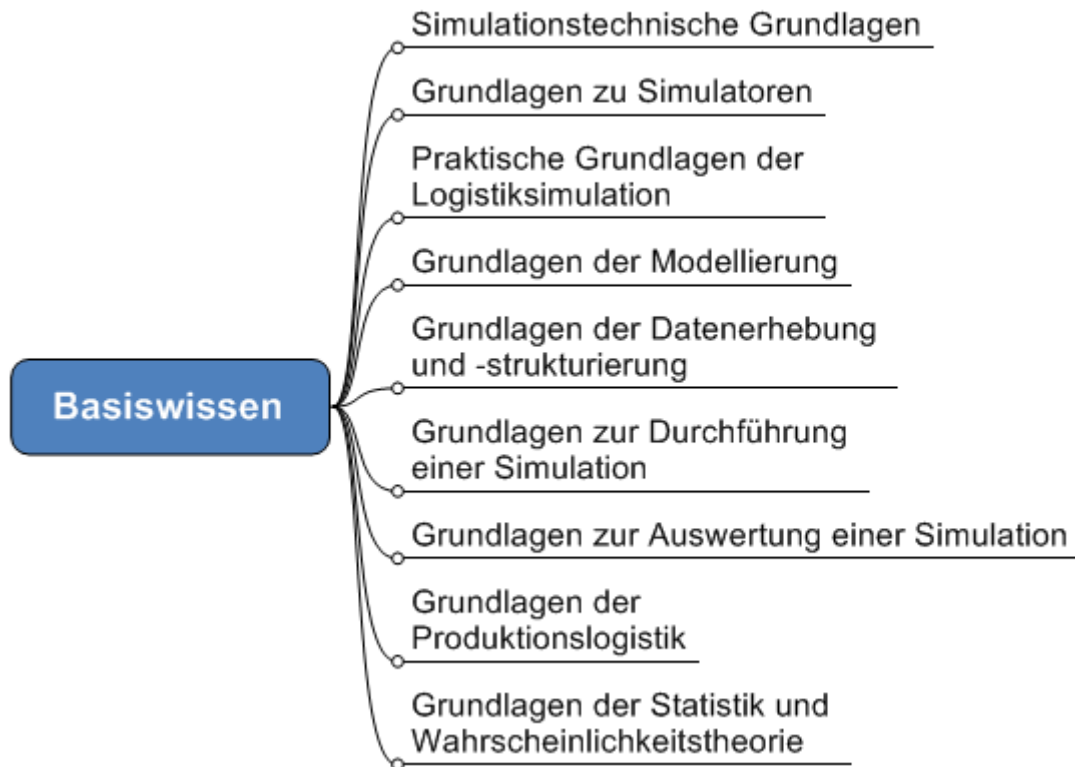 Simulationstechnische Grundlagen
Grundlagen zu Simulatoren
Praktische Grundlagen der
Logistiksimulation
Grundlagen der Modellierung
Grundlagen der Datenerhebung
und -strukturierung
Basiswissen
Grundlagen zur Durchführung
einer Simulation
Grundlagen zur Auswertung einer Simulation
Grundlagen der
Produktionslogistik
Grundlagen der Statistik und
Wahrscheinlichkeitstheorie